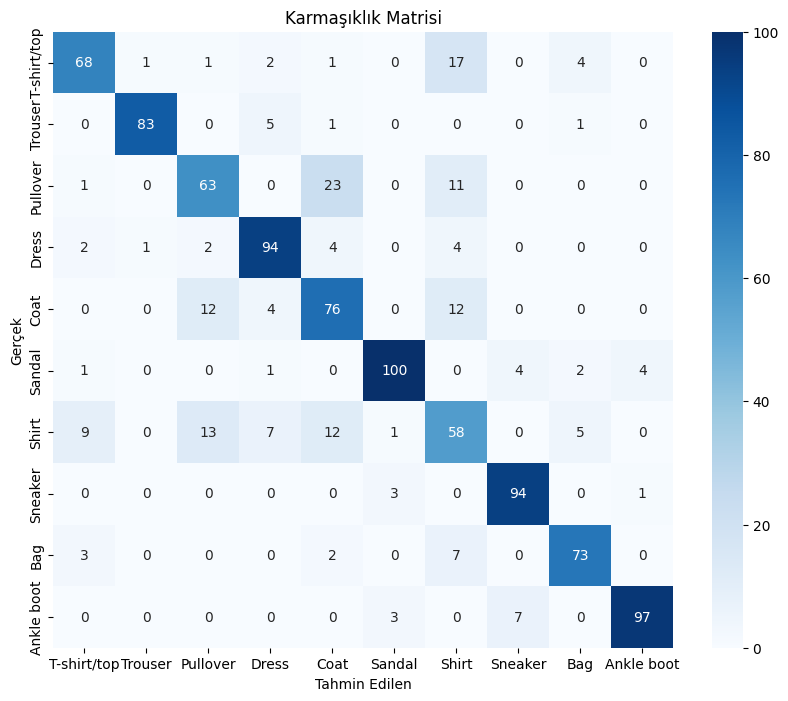 Karmaşıklık Matrisi
Gerçek
T-shirt/top 68 1 1 2 1 0 17 0 4 0
Trouser 0 83 0 5 1 0 0 0 1 0
Pullover 1 0 63 0 23 0 11 0 0 0
Dress 2 1 2 94 4 0 4 0 0 0
Coat 0 0 12 4 76 0 12 0 0 0
Sandal 1 0 0 1 0 100 0 4 2 4
Shirt 9 0 13 7 12 1 58 0 5 0
Sneaker 0 0 0 0 0 3 0 94 0 1
Bag 3 0 0 0 2 0 7 0 73 0
Ankle boot 0 0 0 0 0 3 0 7 0 97
T-shirt/top Trouser Pullover Dress Coat Sandal Shirt Sneaker Bag Ankle boot
Tahmin Edilen
100
80
60
40
20
0